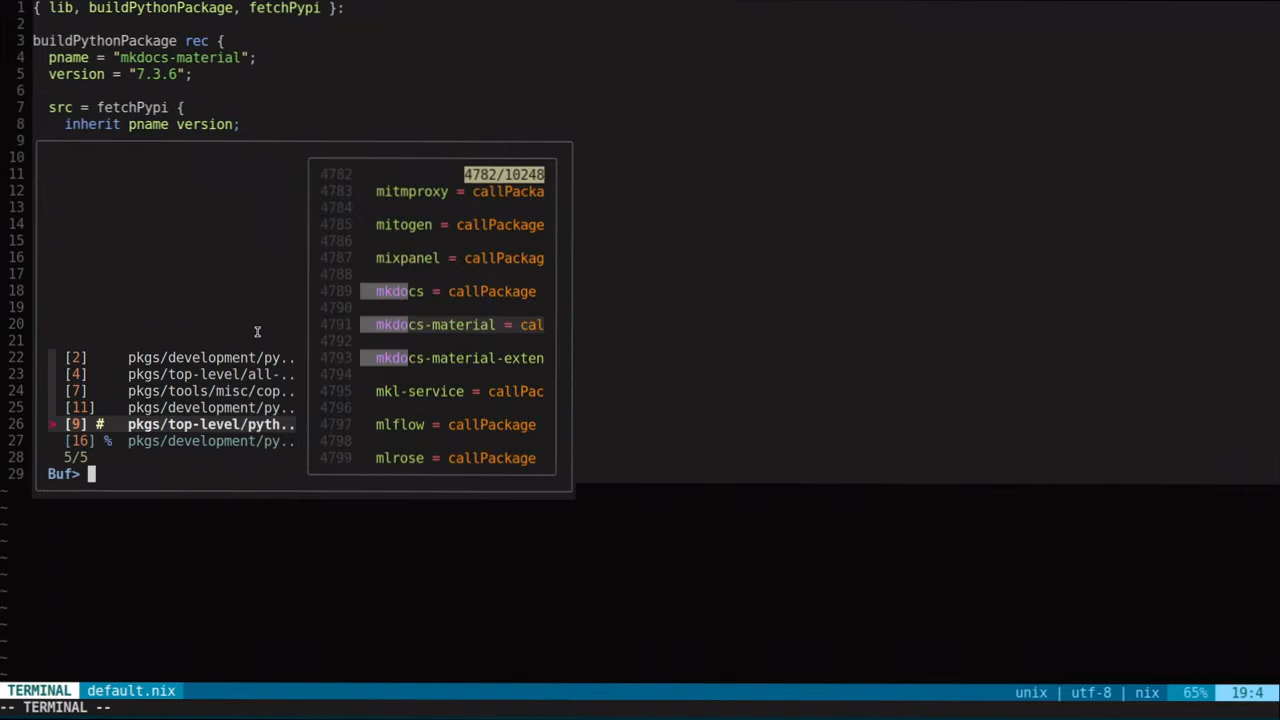 1 { lib, buildPythonPackage, fetchPypi }:
2
3 buildPythonPackage rec {
4 pname = "mkdocs-material";
5 version = "7.3.6";
6
7 src = fetchPypi {
8 inherit pname version;
9
10
11
12
13
14
15
16
17
18
19
20
21
22
23
24
25
26
27
28
29
4782 4782/10248
4783 mitmproxy = callPacka
4784
4785 mitogen = callPackage
4786
4787 mixpanel = callPackag
4788
4789 mkdocs = callPackage
4790
4791 mkdocs-material = cal
4792
4793 mkdocs-material-exten
4794
4795 mkl-service = callPac
4796
4797 mlflow = callPackage
4798
4799 mlrose = callPackage
[2] pkgs/development/py..
[4] pkgs/top-level/all-..
[7] pkgs/tools/misc/cop..
[11] pkgs/development/py..
> [9] # pkgs/top-level/pyth..
[16] % pkgs/development/py..
5/5
Buf>
~
~
~
~
~
~
~
~
~
~
~
~
TERMINAL default.nix unix | utf-8 | nix 65% 19:4
-- TERMINAL --